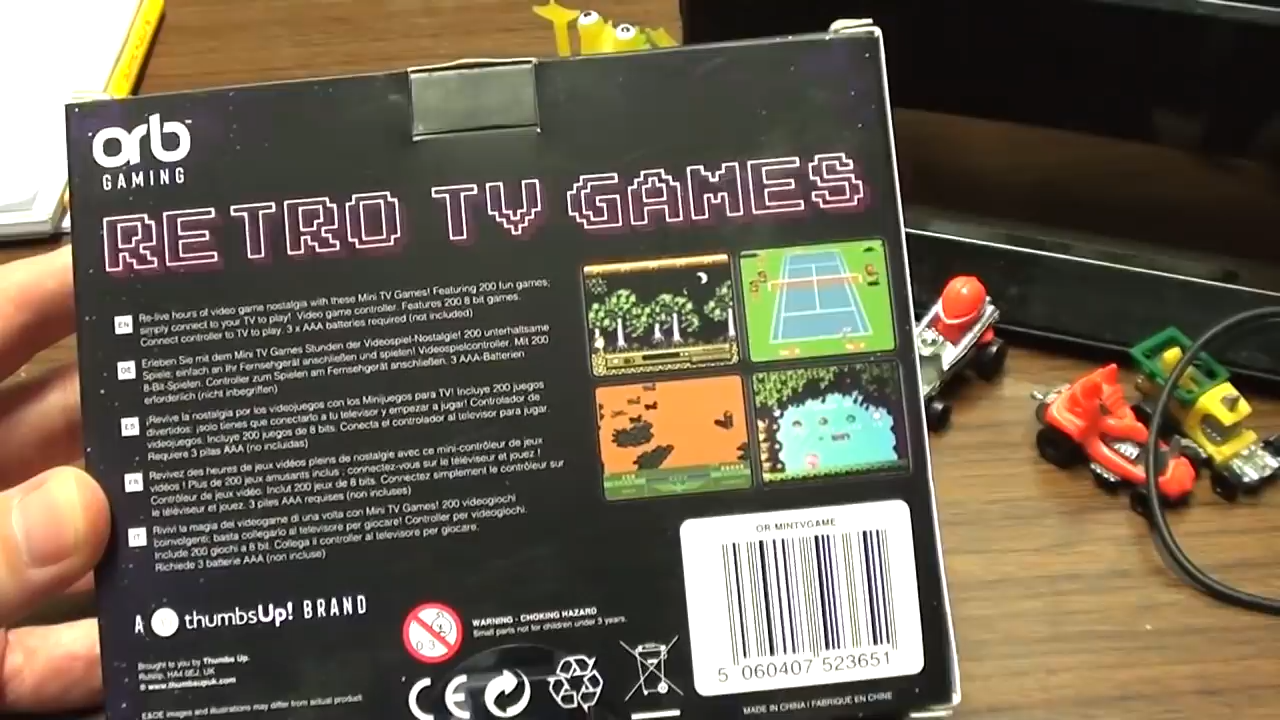 orb
GAMING
RETRO TV GAMES
EN
Re-live hours of video game nostalgia with these Mini TV Games! Featuring 200 fun games;
simply connect to your TV to play! Video game controller. Features 200 8 bit games.
Connect controller to TV to play. 3 x AAA batteries required (not included)
DE
Erleben Sie mit dem Mini TV Games Stunden der Videospiel-Nostalgie! 200 unterhaltsame
Spiele; einfach an Ihr Fernsehgerät anschließen und spielen! Videospielcontroller. Mit 200
8-Bit-Spielen. Controller zum Spielen am Fernsehgerät anschließen. 3 AAA-Batterien
erforderlich (nicht inbegriffen)
ES
¡Revive la nostalgia por los videojuegos con los Minijuegos para TV! Incluye 200 juegos
divertidos: ¡solo tienes que conectarlo a tu televisor y empezar a jugar! Controlador de
videojuegos. Incluye 200 juegos de 8 bits. Conecta el controlador al televisor para jugar.
Requiere 3 pilas AAA (no incluidas)
FR
Revivez des heures de jeux vidéos pleins de nostalgie avec ce mini-contrôleur de jeux
vidéos ! Plus de 200 jeux amusants inclus ; connectez-vous sur le téléviseur et jouez !
Contrôleur de jeux vidéo. Inclut 200 jeux de 8 bits. Connectez simplement le contrôleur sur
le téléviseur et jouez. 3 piles AAA requises (non incluses)
IT
Rivivi la magia del videogame di una volta con Mini TV Games! 200 videogiochi
coinvolgenti; basta collegarlo al televisore per giocare! Controller per videogiochi.
Include 200 giochi a 8 bit. Collega il controller al televisore per giocare.
Richiede 3 batterie AAA (non incluse)
A thumbsUp! BRAND
0-3
WARNING - CHOKING HAZARD
Small parts not for children under 3 years.
Brought to you by Thumbs Up.
Ruislip, HA4 0EJ, UK
© www.thumbsupuk.com
E&OE images and illustrations may differ from actual product
CE
OR-MINTVGAME
5 060407 523651
MADE IN CHINA / FABRIQUE EN CHINE